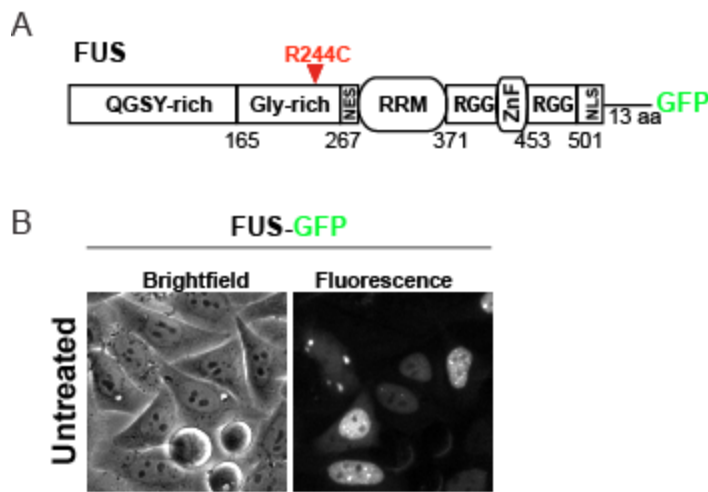 A
FUS
R244C
QGSY-rich
Gly-rich
NES
RRM
RGG
ZnF
RGG
NLS
13 aa
GFP
165
267
371
453
501
B
FUS-GFP
Brightfield
Fluorescence
Untreated